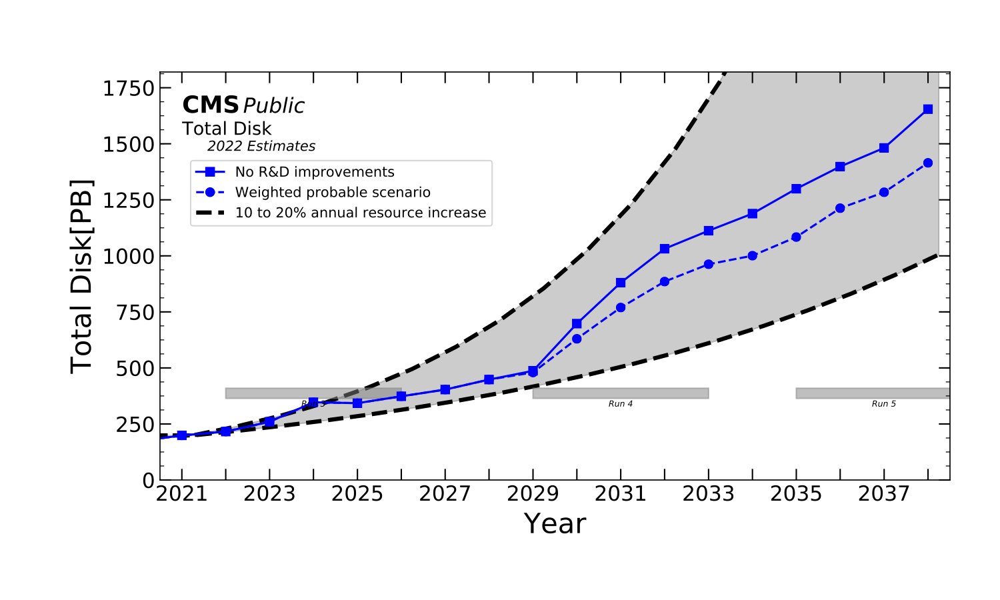 CMS Public
Total Disk
2022 Estimates
No R&D improvements
Weighted probable scenario
10 to 20% annual resource increase
Total Disk[PB]
1750
1500
1250
1000
750
500
250
0
Run 3
Run 4
Run 5
2021 2023 2025 2027 2029 2031 2033 2035 2037
Year